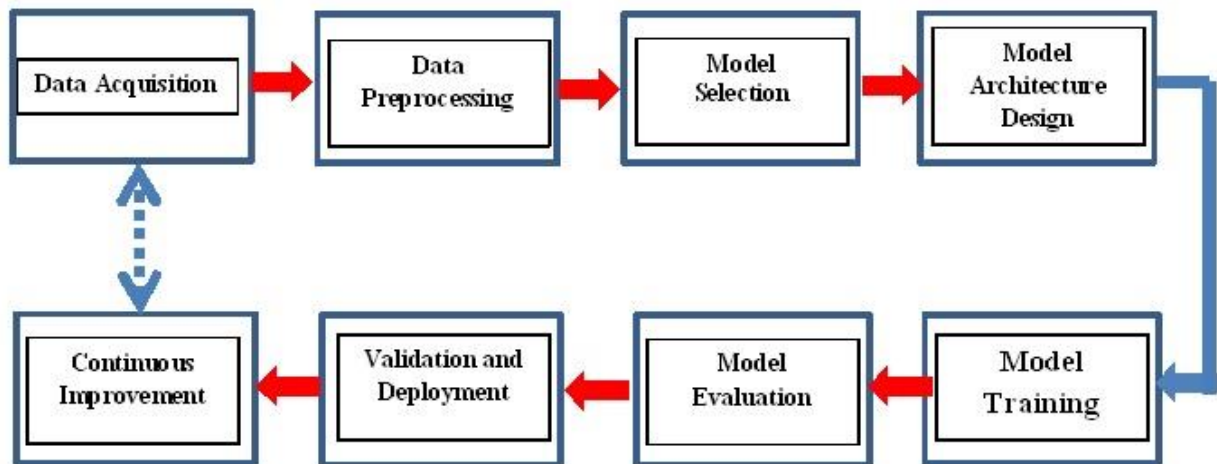 Data Acquisition
Data
Preprocessing
Model
Selection
Model
Architecture
Design
Continuous
Improvement
Validation and
Deployment
Model
Evaluation
Model
Training